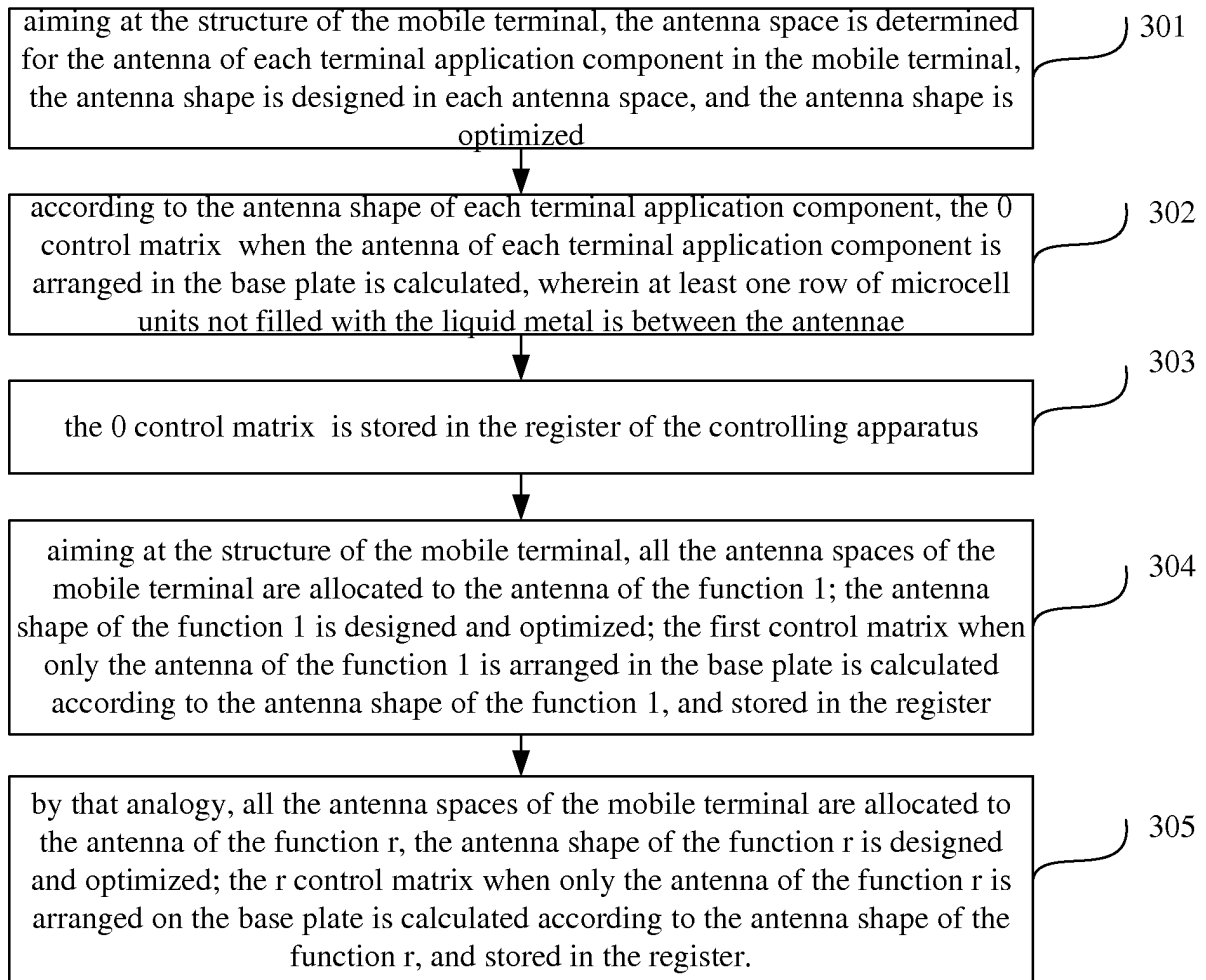 aiming at the structure of the mobile terminal, the antenna space is determined
for the antenna of each terminal application component in the mobile terminal,
the antenna shape is designed in each antenna space, and the antenna shape is
optimized
301
according to the antenna shape of each terminal application component, the 0
control matrix when the antenna of each terminal application component is
arranged in the base plate is calculated, wherein at least one row of microcell
units not filled with the liquid metal is between the antennae
302
the 0 control matrix is stored in the register of the controlling apparatus
303
aiming at the structure of the mobile terminal, all the antenna spaces of the
mobile terminal are allocated to the antenna of the function 1; the antenna
shape of the function 1 is designed and optimized; the first control matrix when
only the antenna of the function 1 is arranged in the base plate is calculated
according to the antenna shape of the function 1, and stored in the register
304
by that analogy, all the antenna spaces of the mobile terminal are allocated to
the antenna of the function r, the antenna shape of the function r is designed
and optimized; the r control matrix when only the antenna of the function r is
arranged on the base plate is calculated according to the antenna shape of the
function r, and stored in the register.
305